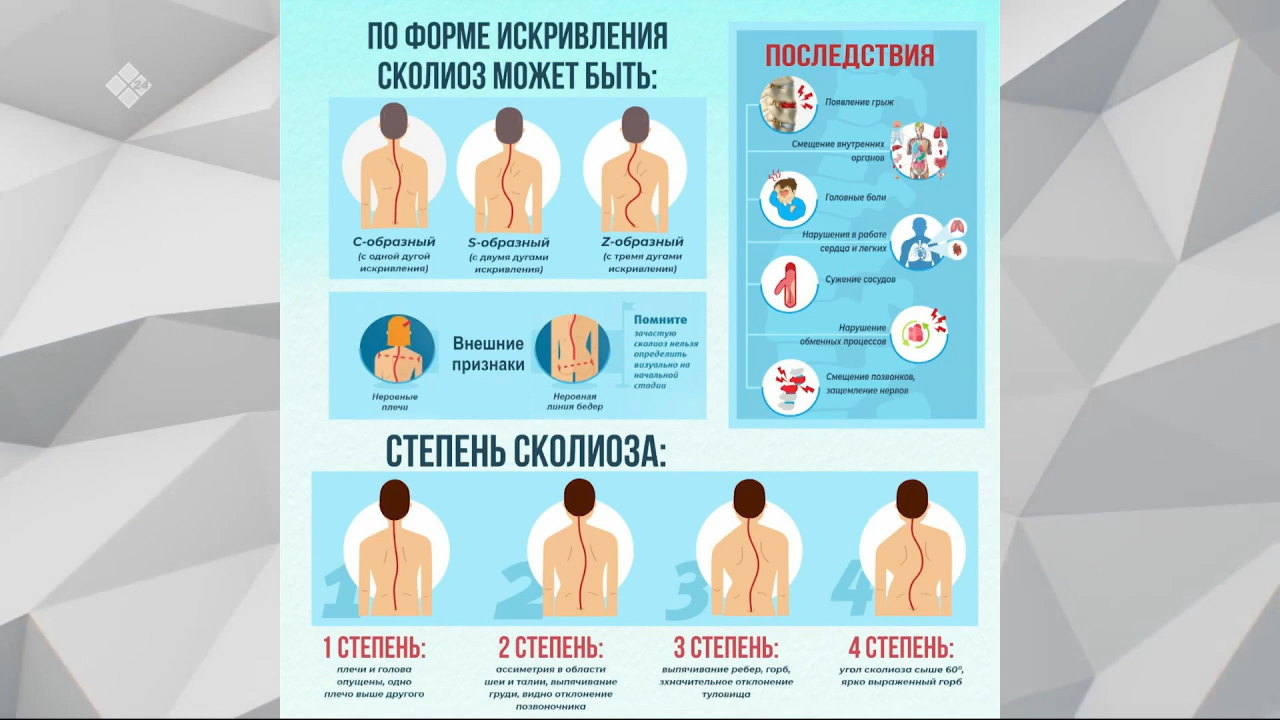 ПО ФОРМЕ ИСКРИВЛЕНИЯ
СКОЛИОЗ МОЖЕТ БЫТЬ:
С-образный
(с одной дугой
искривления)
S-образный
(с двумя дугами
искривления)
Z-образный
(с тремя дугами
искривления)
Внешние
признаки
Неровные
плечи
Неровная
линия бедер
Помните
зачастую
сколиоз нельзя
определить
визуально на
начальной
стадии
ПОСЛЕДСТВИЯ
Появление грыж
Смещение внутренних
органов
Головные боли
Нарушения в работе
сердца и легких
Сужение сосудов
Нарушение
обменных процессов
Смещение позвонков,
защемление нервов
СТЕПЕНЬ СКОЛИОЗА:
1
2
3
4
1 СТЕПЕНЬ:
плечи и голова
опущены, одно
плечо выше другого
2 СТЕПЕНЬ:
ассиметрия в области
шеи и талии, выпячивание
груди, видно отклонение
позвоночника
3 СТЕПЕНЬ:
выпячивание ребер, горб,
зхначительное отклонение
туловища
4 СТЕПЕНЬ:
угол сколиоза сыше 60°,
ярко выраженный горб
24